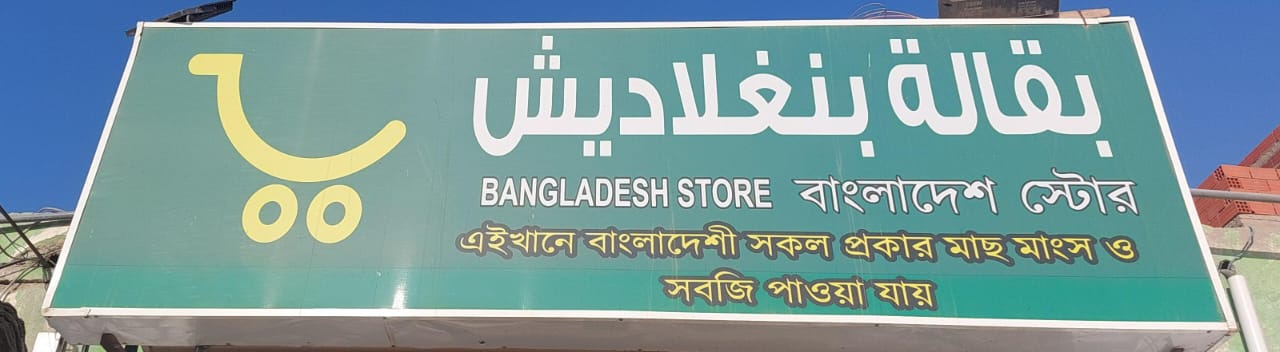 بقالة بنغلاديش
BANGLADESH STORE বাংলাদেশ স্টোর
এইখানে বাংলাদেশী সকল প্রকার মাছ মাংস ও
সবজি পাওয়া যায়